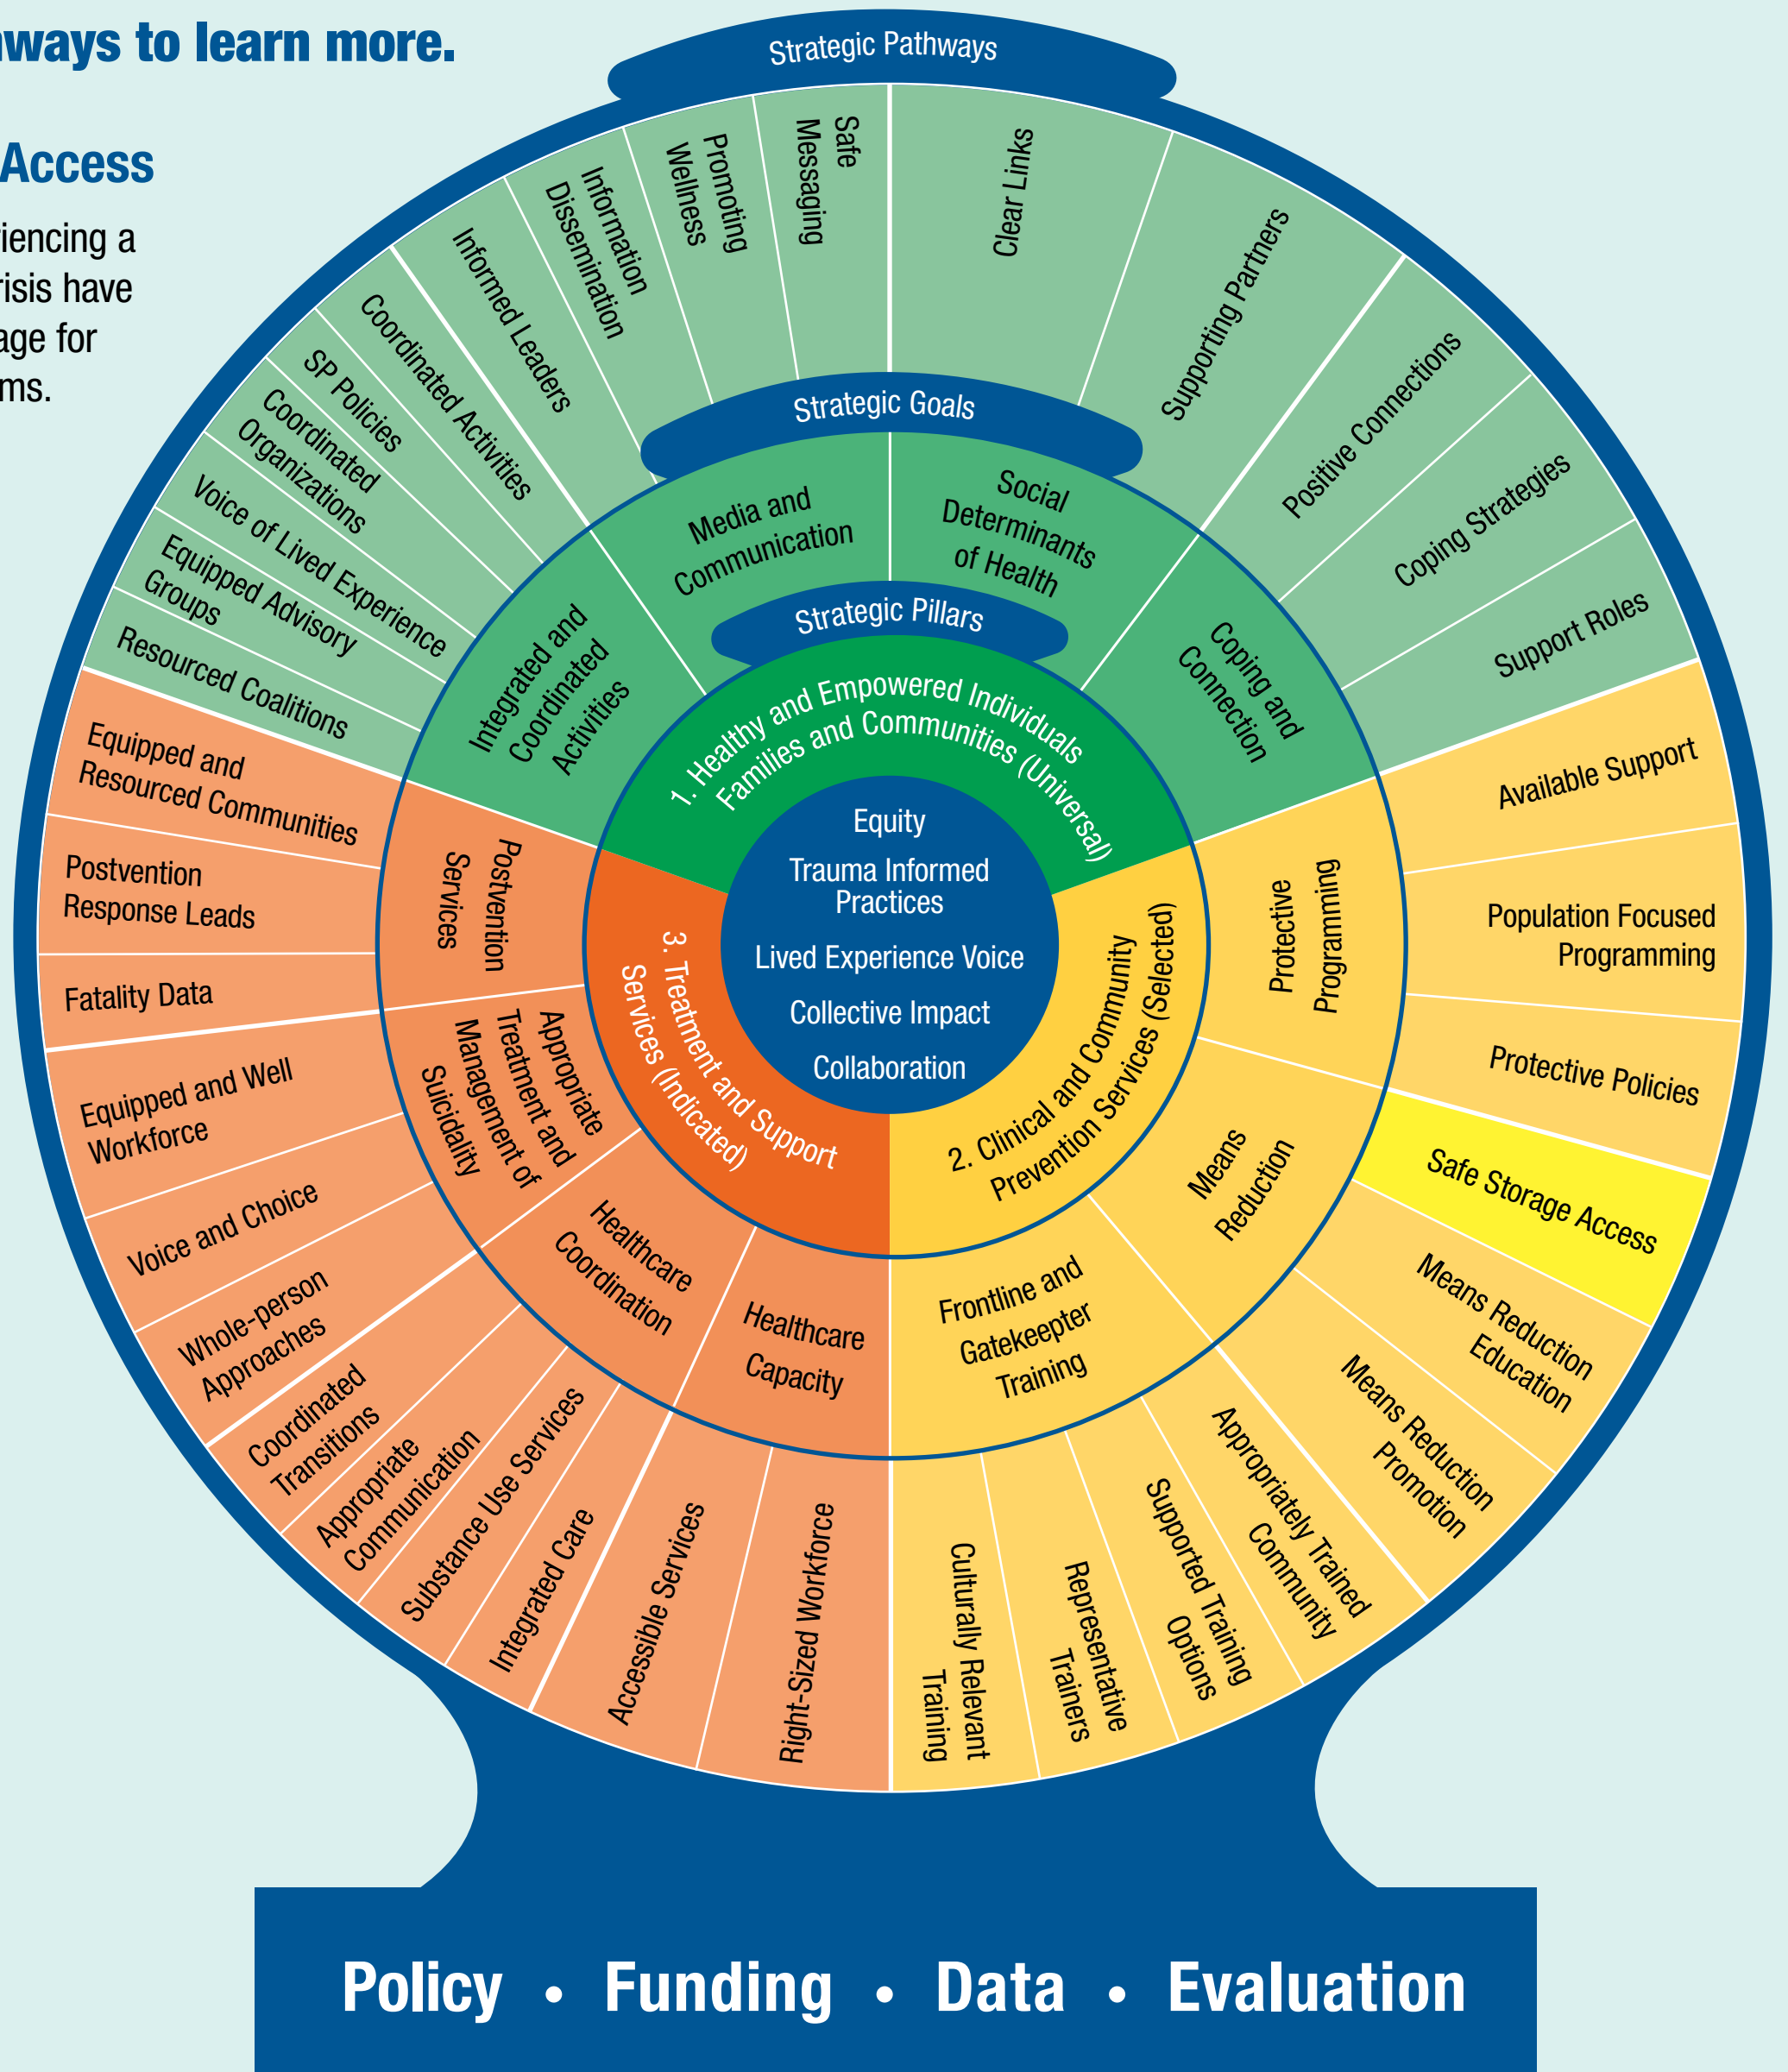 ways to learn more.
Access
riencing a
risis have
age for
ms.
Strategic Pathways
Safe
Messaging
Promoting
Wellness
Information
Dissemination
Informed Leaders
Coordinated Activities
SP Policies
Coordinated
Organizations
Voice of Lived Experience
Equipped Advisory
Groups
Resourced Coalitions
Clear Links
Supporting Partners
Positive Connections
Coping Strategies
Support Roles
Strategic Goals
Media and
Communication
Social
Determinants
of Health
Integrated and
Coordinated
Activities
Coping and
Connection
Strategic Pillars
1. Healthy and Empowered Individuals
Families and Communities (Universal)
Equity
Trauma Informed
Practices
Lived Experience Voice
Collective Impact
Collaboration
2. Clinical and Community
Prevention Services (Selected)
3. Treatment and Support
Services (Indicated)
Protective
Programming
Means
Reduction
Frontline and
Gatekeepter
Training
Available Support
Population Focused
Programming
Protective Policies
Safe Storage Access
Means Reduction
Education
Means Reduction
Promotion
Appropriately Trained
Community
Supported Training
Options
Representative
Trainers
Culturally Relevant
Training
Postvention
Services
Appropriate
Treatment and
Management of
Suicidality
Healthcare
Coordination
Healthcare
Capacity
Equipped and
Resourced Communities
Postvention
Response Leads
Fatality Data
Equipped and Well
Workforce
Voice and Choice
Whole-person
Approaches
Coordinated
Transitions
Appropriate
Communication
Substance Use Services
Integrated Care
Accessible Services
Right-Sized Workforce
Policy • Funding • Data • Evaluation